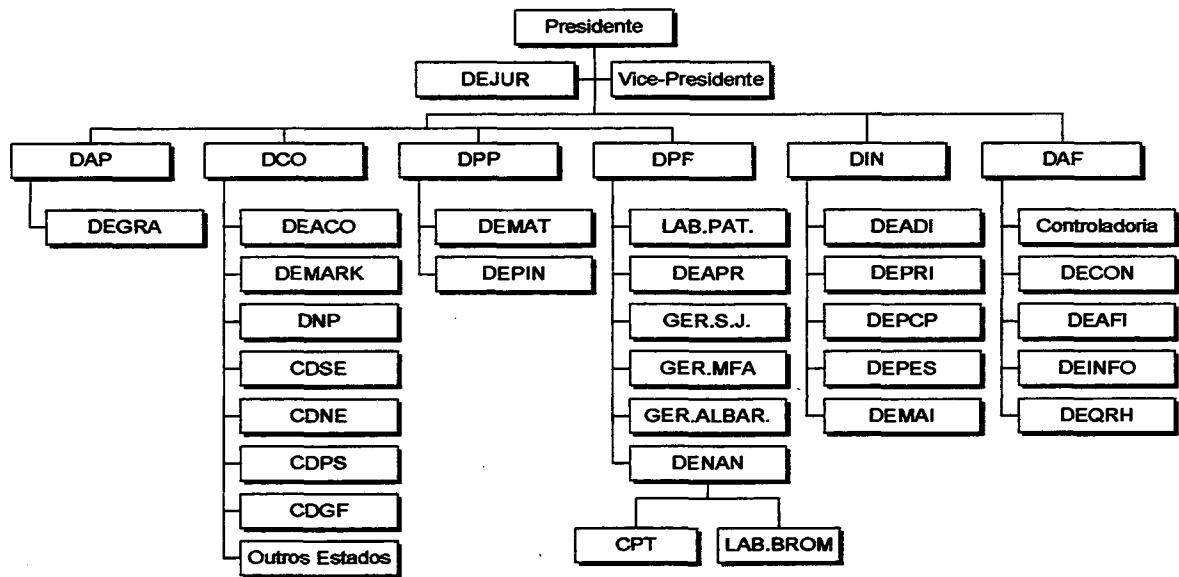 Presidente
DEJUR
Vice-Presidente
DAP
DCO
DPP
DPF
DIN
DAF
DEGRA
DEACO
DEMARK
DNP
CDSE
CDNE
CDPS
CDGF
Outros Estados
DEMAT
DEPIN
LAB.PAT.
DEAPR
GER.S.J.
GER.MFA
GER.ALBAR.
DENAN
CPT
LAB.BROM
DEADI
DEPRI
DEPCP
DEPES
DEMAI
Controladoria
DECON
DEAFI
DEINFO
DEQRH